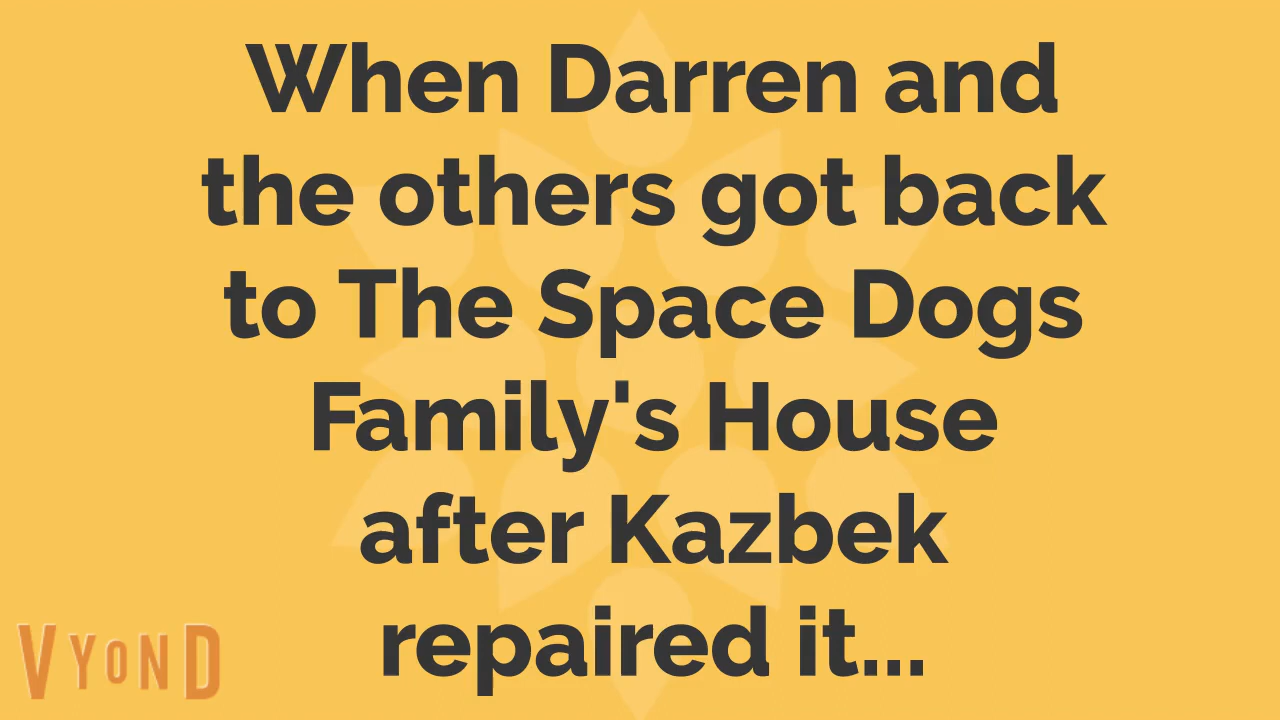 When Darren and
the others got back
to The Space Dogs
Family's House
after Kazbek
repaired it...
VYOND